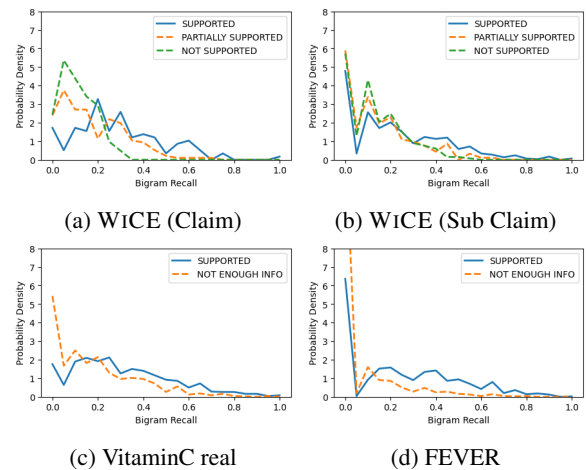 SUPPORTED
PARTIALLY SUPPORTED
NOT SUPPORTED
Probability Density
8
7
6
5
4
3
2
1
0
0.0 0.2 0.4 0.6 0.8 1.0
Bigram Recall
(a) WICE (Claim)
SUPPORTED
PARTIALLY SUPPORTED
NOT SUPPORTED
Probability Density
8
7
6
5
4
3
2
1
0
0.0 0.2 0.4 0.6 0.8 1.0
Bigram Recall
(b) WICE (Sub Claim)
SUPPORTED
NOT ENOUGH INFO
Probability Density
8
7
6
5
4
3
2
1
0
0.0 0.2 0.4 0.6 0.8 1.0
Bigram Recall
(c) VitaminC real
SUPPORTED
NOT ENOUGH INFO
Probability Density
8
7
6
5
4
3
2
1
0
0.0 0.2 0.4 0.6 0.8 1.0
Bigram Recall
(d) FEVER